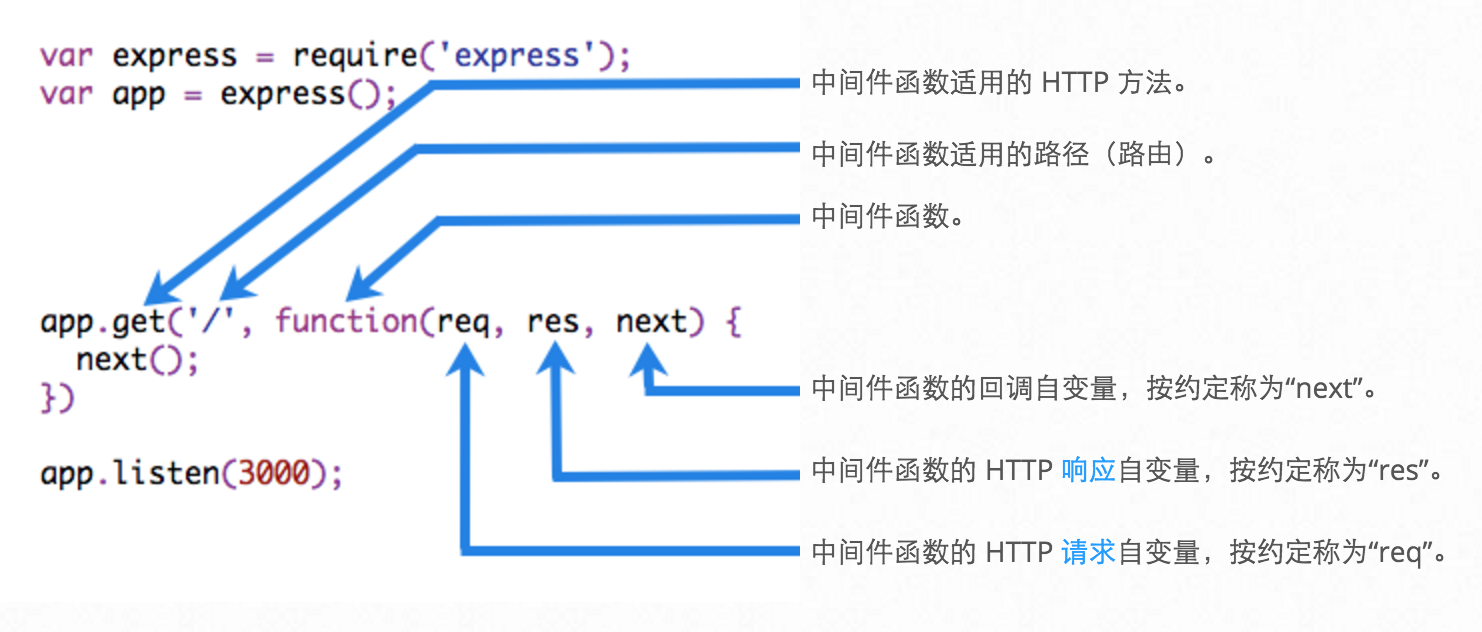 var express = require('express');
var app = express();
中间件函数适用的 HTTP 方法。
中间件函数适用的路径（路由）。
中间件函数。
app.get('/', function(req, res, next) {
  next();
})
中间件函数的回调自变量，按约定称为“next”。
app.listen(3000);
中间件函数的 HTTP 响应自变量，按约定称为“res”。
中间件函数的 HTTP 请求自变量，按约定称为“req”。